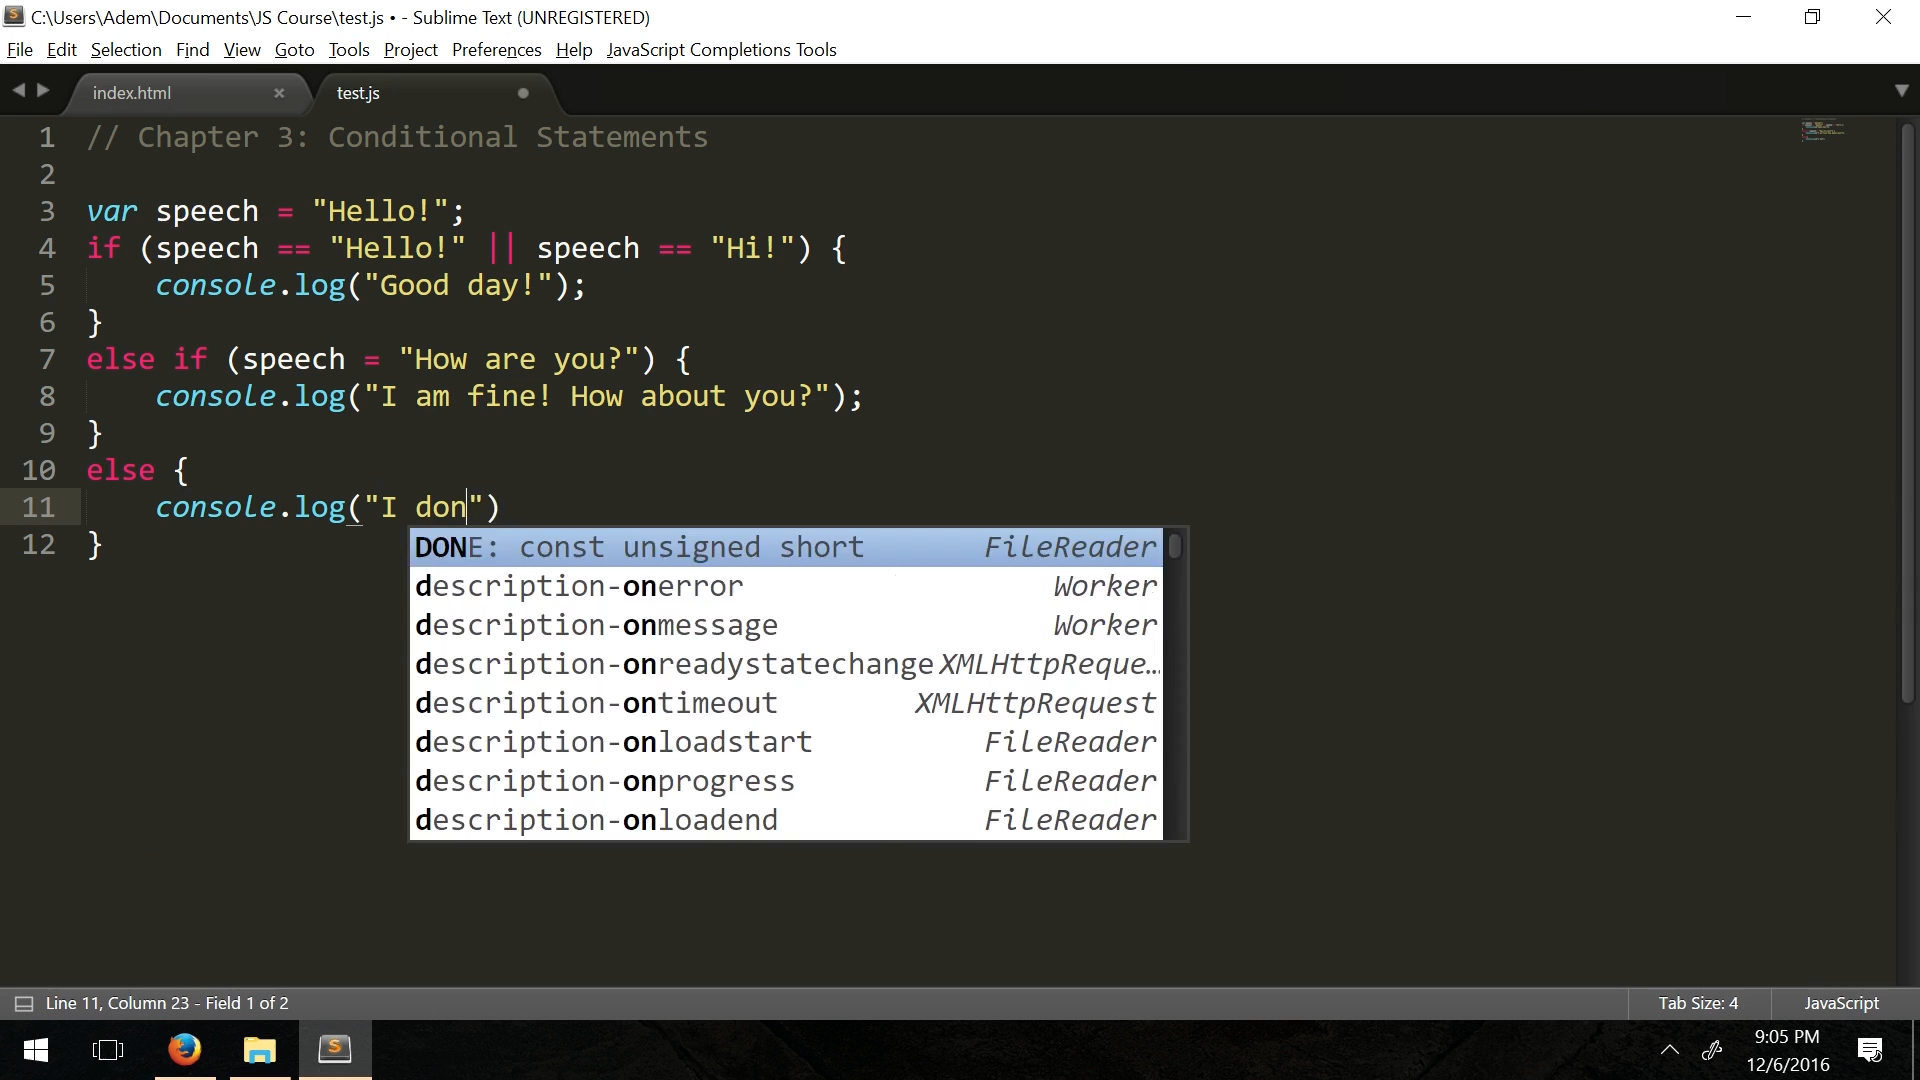 C:\Users\Adem\Documents\JS Course\test.js • - Sublime Text (UNREGISTERED)
File Edit Selection Find View Goto Tools Project Preferences Help JavaScript Completions Tools
index.html test.js
1 // Chapter 3: Conditional Statements
2
3 var speech = "Hello!";
4 if (speech == "Hello!" || speech == "Hi!") {
5 console.log("Good day!");
6 }
7 else if (speech = "How are you?") {
8 console.log("I am fine! How about you?");
9 }
10 else {
11 console.log("I don")
12 }
DONE: const unsigned short FileReader
description-onerror Worker
description-onmessage Worker
description-onreadystatechange XMLHttpReque…
description-ontimeout XMLHttpRequest
description-onloadstart FileReader
description-onprogress FileReader
description-onloadend FileReader
Line 11, Column 23 - Field 1 of 2 Tab Size: 4 JavaScript
9:05 PM
12/6/2016